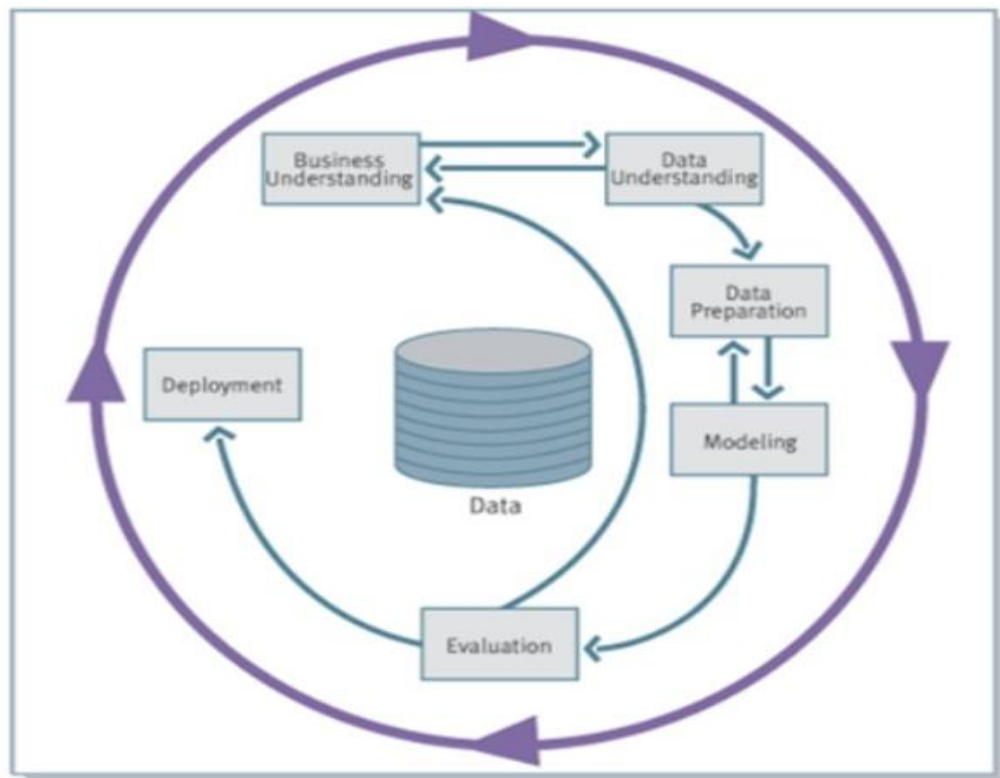 Business
Understanding
Data
Understanding
Data
Preparation
Deployment
Modeling
Data
Evaluation